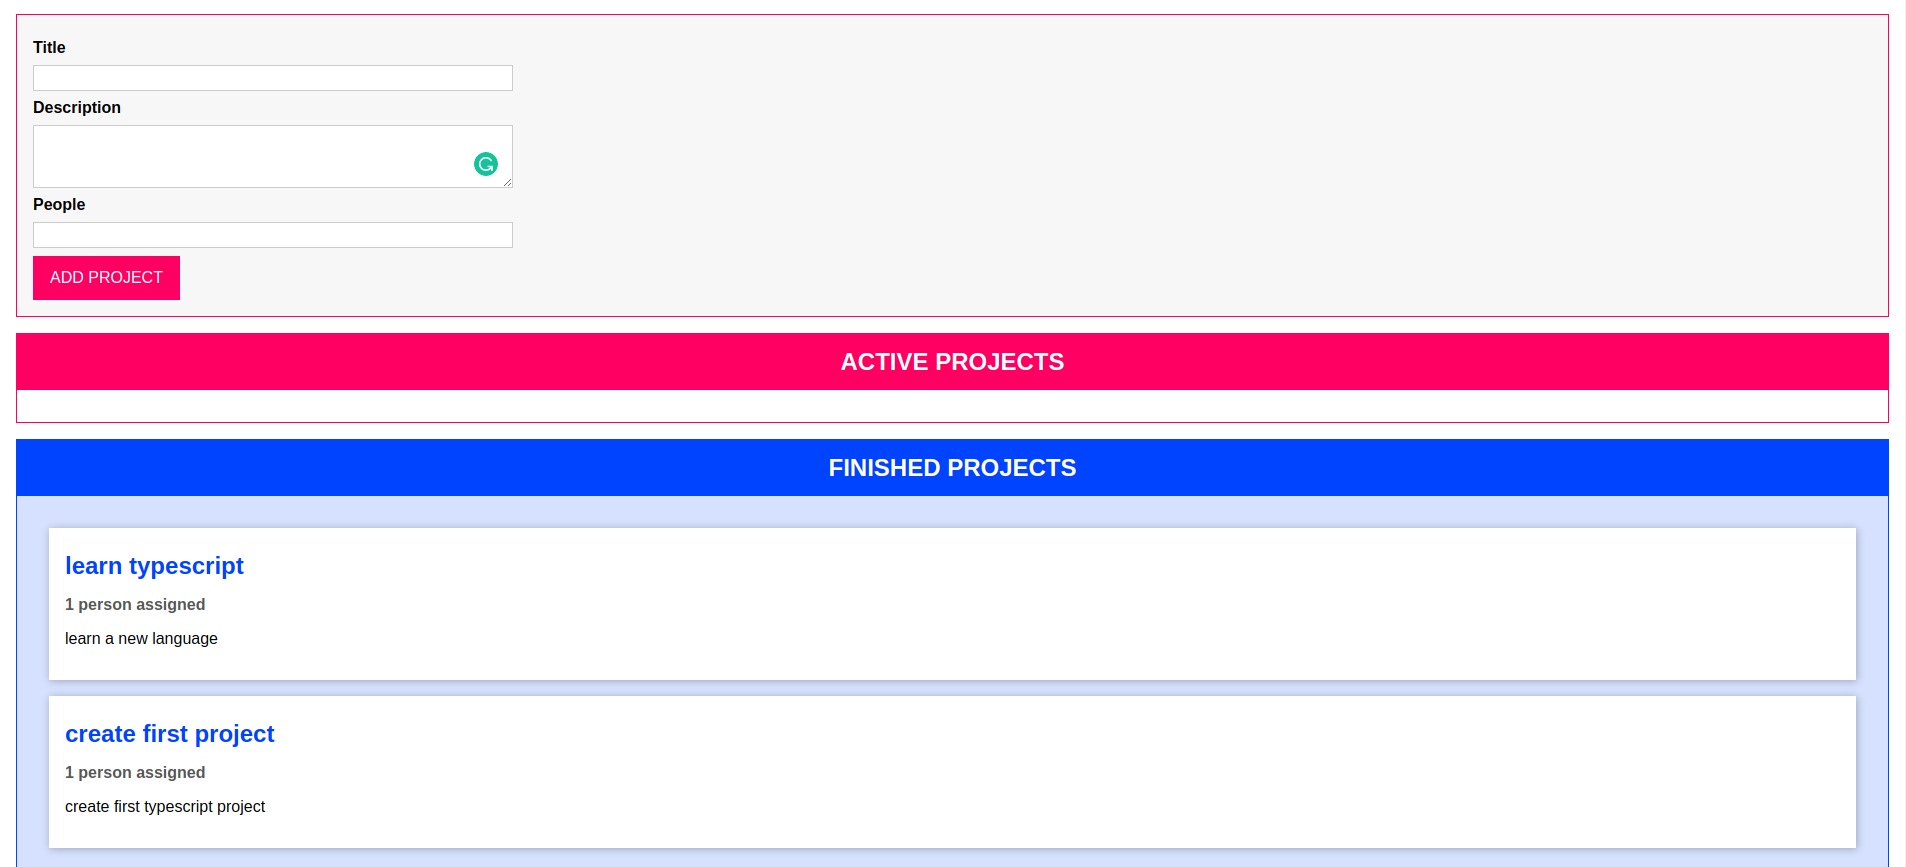 Title
Description
People
ADD PROJECT
ACTIVE PROJECTS
FINISHED PROJECTS
learn typescript
1 person assigned
learn a new language
create first project
1 person assigned
create first typescript project